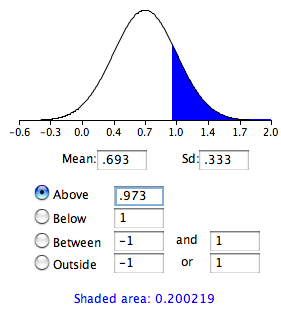 -0.6 -0.3 0.0 0.4 0.7 1.0 1.4 1.7 2.0
Mean: .693 Sd: .333
Above .973
Below 1
Between -1 and 1
Outside -1 or 1
Shaded area: 0.200219